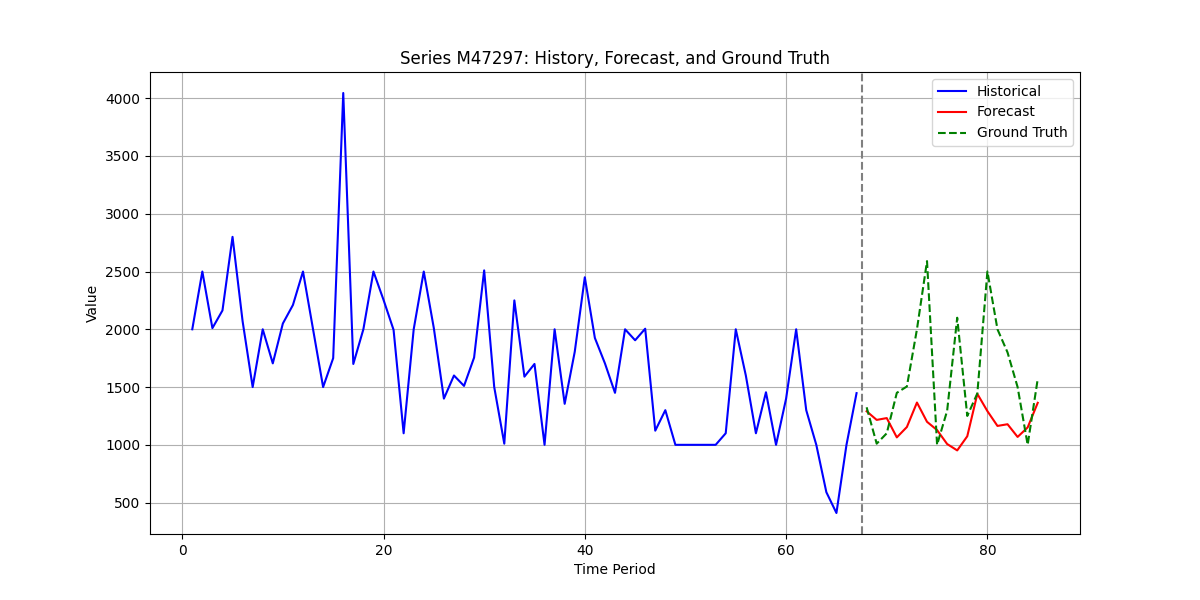 Series M47297: History, Forecast, and Ground Truth
Historical
Forecast
Ground Truth
Value
4000
3500
3000
2500
2000
1500
1000
500
0 20 40 60 80
Time Period